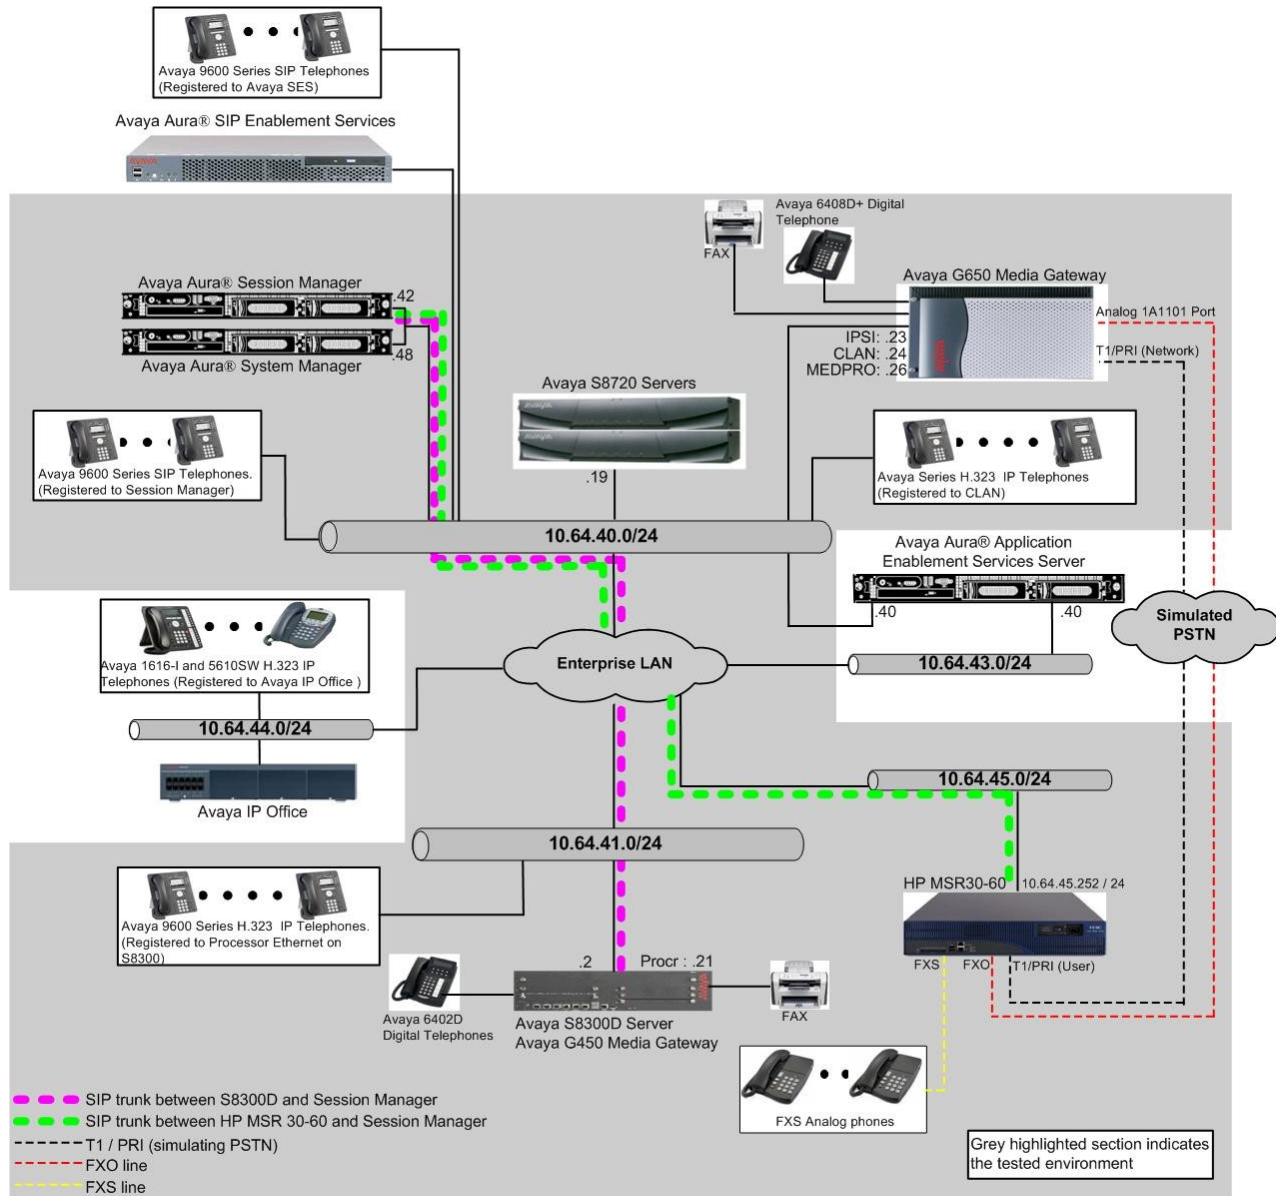 Avaya 9600 Series SIP Telephones
(Registered to Avaya SES)
Avaya Aura® SIP Enablement Services
AVAYA
FAX
Avaya 6408D+ Digital
Telephone
Avaya Aura® Session Manager
.42
.48
Avaya Aura® System Manager
Avaya G650 Media Gateway
Analog 1A1101 Port
T1/PRI (Network)
IPSI: .23
CLAN: .24
MEDPRO: .26
Avaya S8720 Servers
.19
Avaya 9600 Series SIP Telephones.
(Registered to Session Manager)
Avaya Series H.323 IP Telephones
(Registered to CLAN)
10.64.40.0/24
Avaya Aura® Application
Enablement Services Server
.40
.40
Simulated
PSTN
Avaya 1616-I and 5610SW H.323 IP
Telephones (Registered to Avaya IP Office )
Enterprise LAN
10.64.43.0/24
10.64.44.0/24
Avaya IP Office
10.64.45.0/24
10.64.41.0/24
HP MSR30-60
10.64.45.252 / 24
FXS
FXO
T1/PRI (User)
Avaya 9600 Series H.323 IP Telephones.
(Registered to Processor Ethernet on
S8300)
.2
Procr : .21
Avaya 6402D
Digital Telephones
Avaya S8300D Server
Avaya G450 Media Gateway
FAX
FXS Analog phones
SIP trunk between S8300D and Session Manager
SIP trunk between HP MSR 30-60 and Session Manager
T1 / PRI (simulating PSTN)
FXO line
FXS line
Grey highlighted section indicates
the tested environment